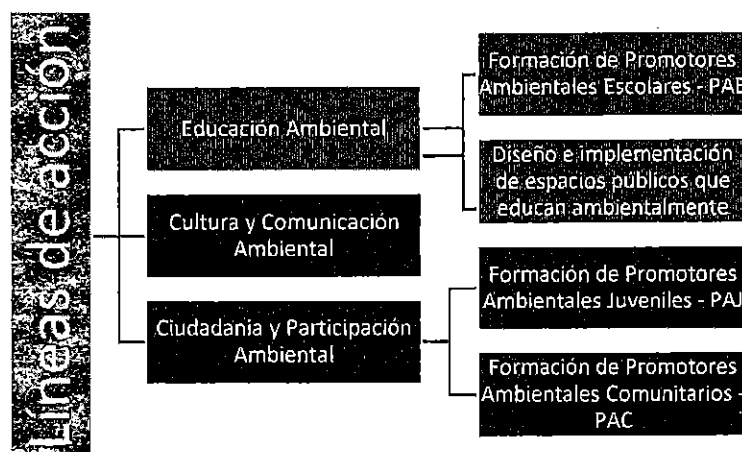 Líneas de acción
Educación Ambiental
Formación de Promotores
Ambientales Escolares - PAE
Diseño e implementación
de espacios públicos que
educan ambientalmente
Cultura y Comunicación
Ambiental
Ciudadanía y Participación
Ambiental
Formación de Promotores
Ambientales Juveniles - PAJ
Formación de Promotores
Ambientales Comunitarios -
PAC